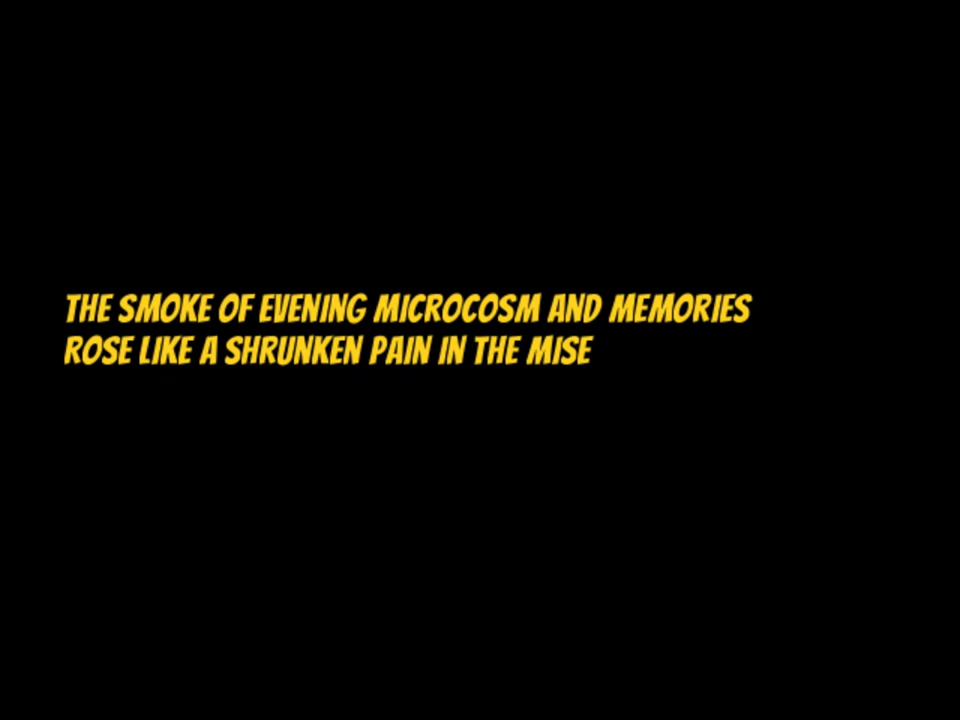 THE SMOKE OF EVENING MICROCOSM AND MEMORIES
ROSE LIKE A SHRUNKEN PAIN IN THE MISE